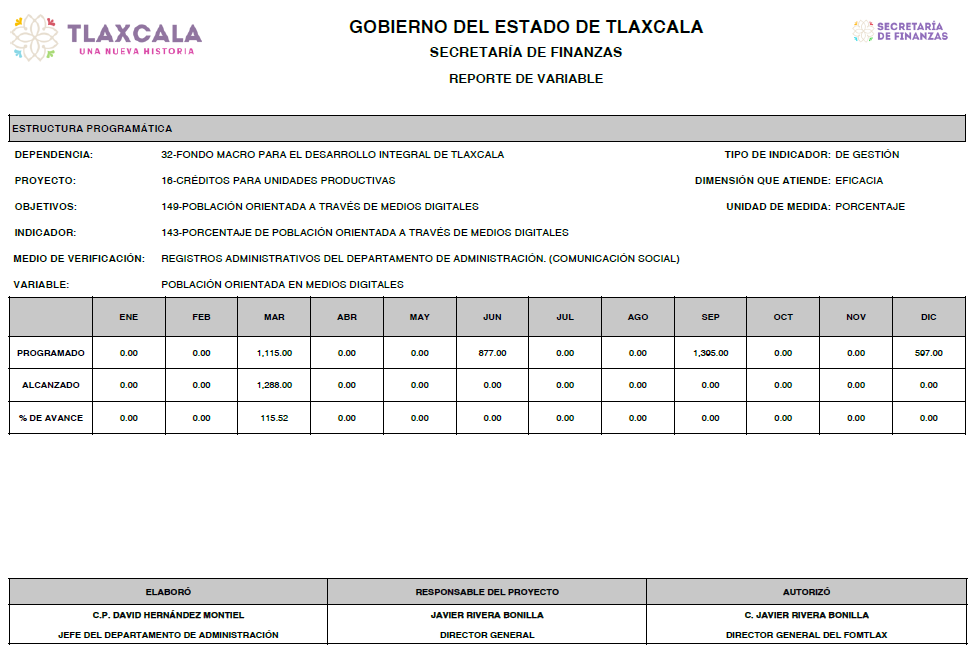 TLAXCALA
UNA NUEVA HISTORIA
GOBIERNO DEL ESTADO DE TLAXCALA
SECRETARÍA DE FINANZAS
REPORTE DE VARIABLE
SECRETARÍA
DE FINANZAS
ESTRUCTURA PROGRAMÁTICA
DEPENDENCIA: 32-FONDO MACRO PARA EL DESARROLLO INTEGRAL DE TLAXCALA TIPO DE INDICADOR: DE GESTIÓN
PROYECTO: 16-CRÉDITOS PARA UNIDADES PRODUCTIVAS DIMENSIÓN QUE ATIENDE: EFICACIA
OBJETIVOS: 149-POBLACIÓN ORIENTADA A TRAVÉS DE MEDIOS DIGITALES UNIDAD DE MEDIDA: PORCENTAJE
INDICADOR: 143-PORCENTAJE DE POBLACIÓN ORIENTADA A TRAVÉS DE MEDIOS DIGITALES
MEDIO DE VERIFICACIÓN: REGISTROS ADMINISTRATIVOS DEL DEPARTAMENTO DE ADMINISTRACIÓN. (COMUNICACIÓN SOCIAL)
VARIABLE: POBLACIÓN ORIENTADA EN MEDIOS DIGITALES
ENE FEB MAR ABR MAY JUN JUL AGO SEP OCT NOV DIC
PROGRAMADO 0.00 0.00 1,115.00 0.00 0.00 877.00 0.00 0.00 1,395.00 0.00 0.00 597.00
ALCANZADO 0.00 0.00 1,288.00 0.00 0.00 0.00 0.00 0.00 0.00 0.00 0.00 0.00
% DE AVANCE 0.00 0.00 115.52 0.00 0.00 0.00 0.00 0.00 0.00 0.00 0.00 0.00
ELABORÓ RESPONSABLE DEL PROYECTO AUTORIZÓ
C.P. DAVID HERNÁNDEZ MONTIEL JAVIER RIVERA BONILLA C. JAVIER RIVERA BONILLA
JEFE DEL DEPARTAMENTO DE ADMINISTRACIÓN DIRECTOR GENERAL DIRECTOR GENERAL DEL FOMTLAX